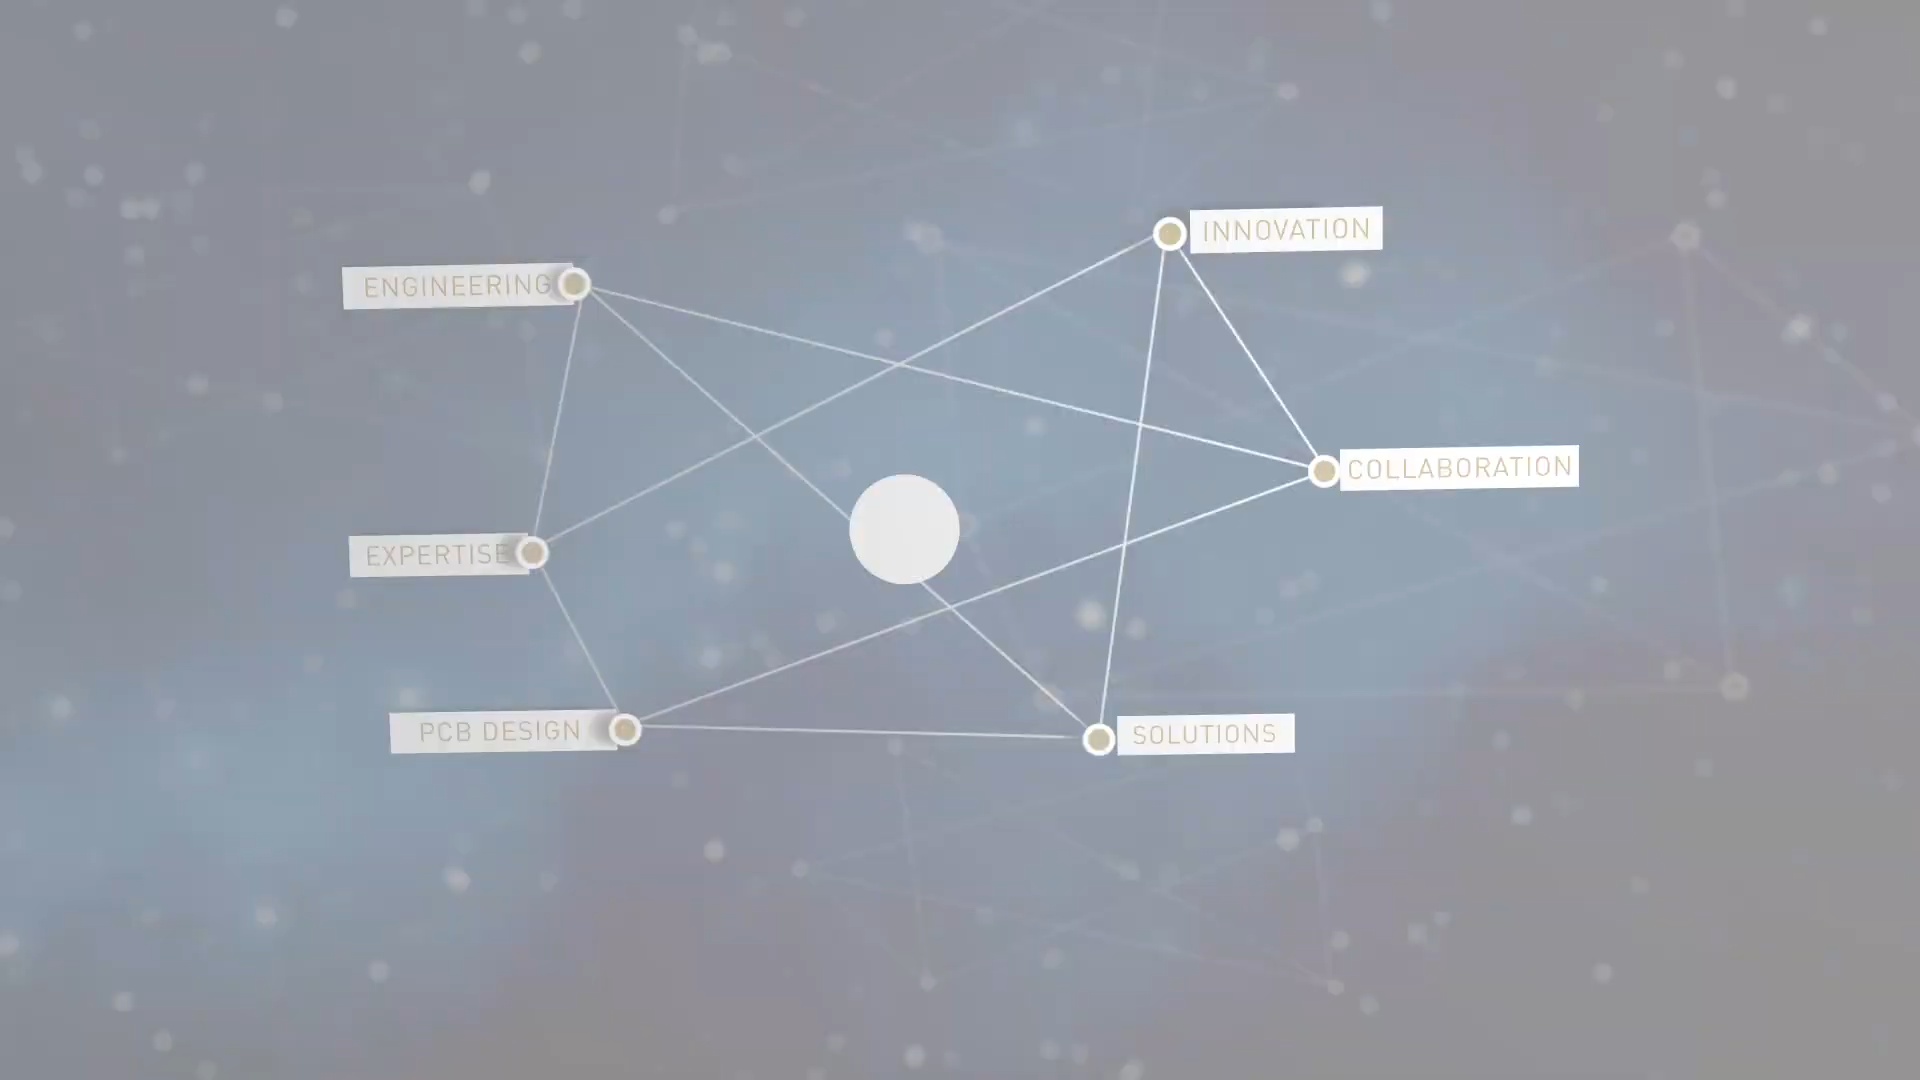 INNOVATION
ENGINEERING
COLLABORATION
EXPERTISE
PCB DESIGN
SOLUTIONS